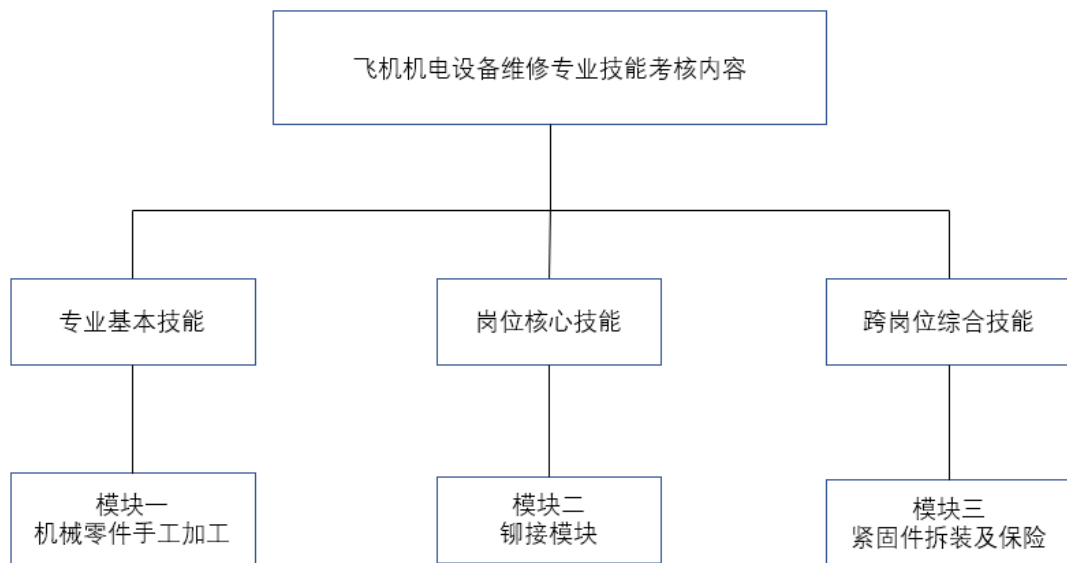 飞机机电设备维修专业技能考核内容
专业基本技能
岗位核心技能
跨岗位综合技能
模块一
机械零件手工加工
模块二
铆接模块
模块三
紧固件拆装及保险